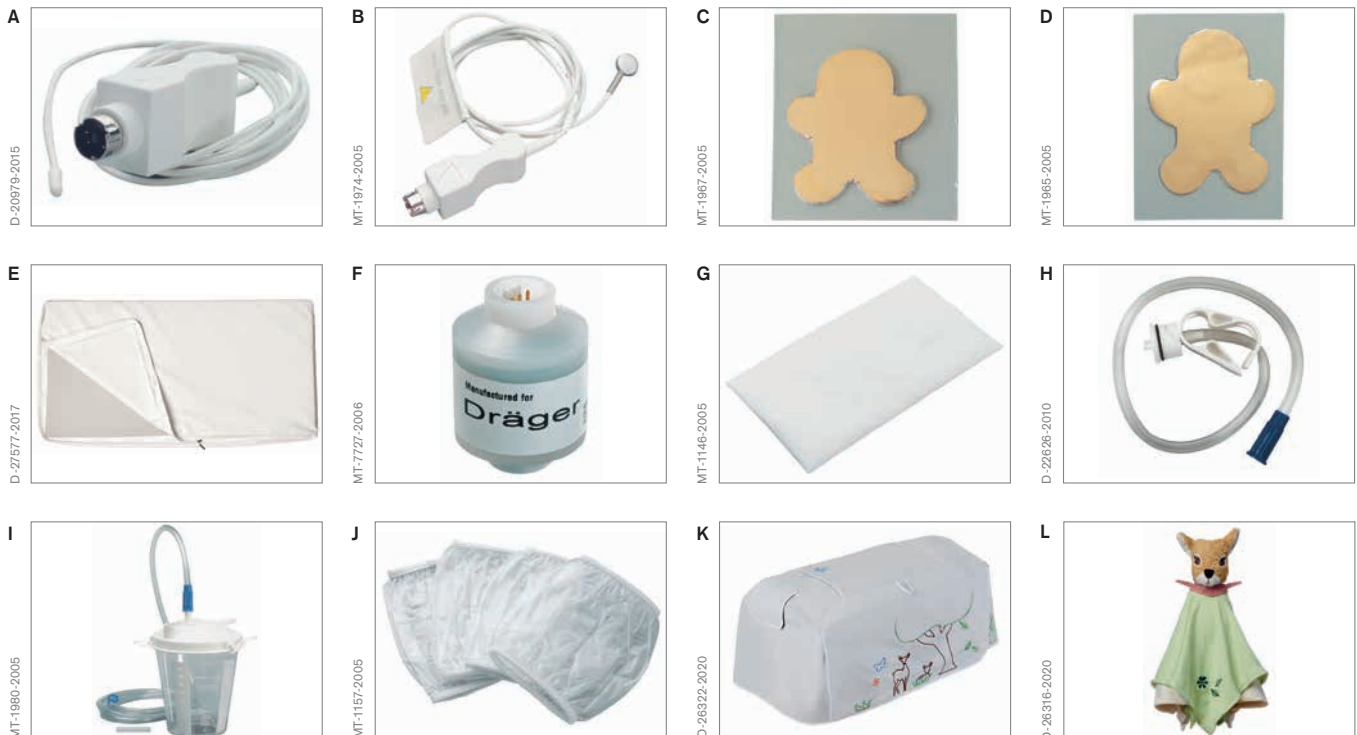 A
D-20979-2015
B
MT-1974-2005
C
MT-1967-2005
D
MT-1965-2005
E
D-27577-2017
F
MT-7727-2006
Manufactured for
Dräger
G
MT-1146-2005
H
D-22626-2010
I
MT-1980-2005
J
MT-1157-2005
K
D-26322-2020
L
D-26316-2020